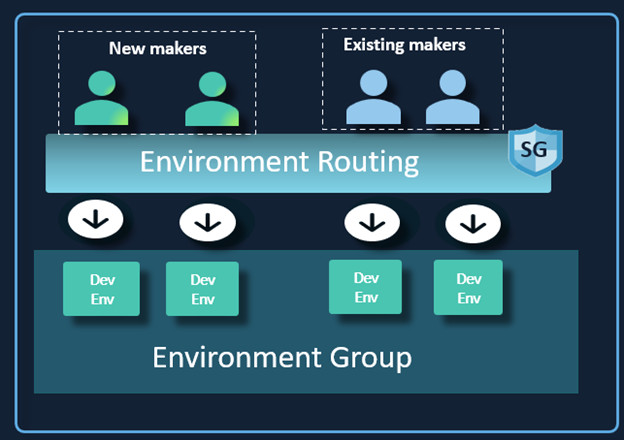 New makers
Existing makers
Environment Routing
SG
Dev
Env
Dev
Env
Dev
Env
Dev
Env
Environment Group